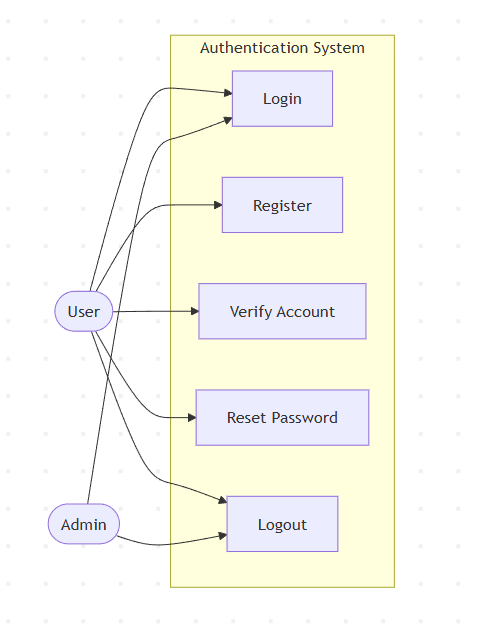 Authentication System
Login
Register
User
Verify Account
Reset Password
Admin
Logout